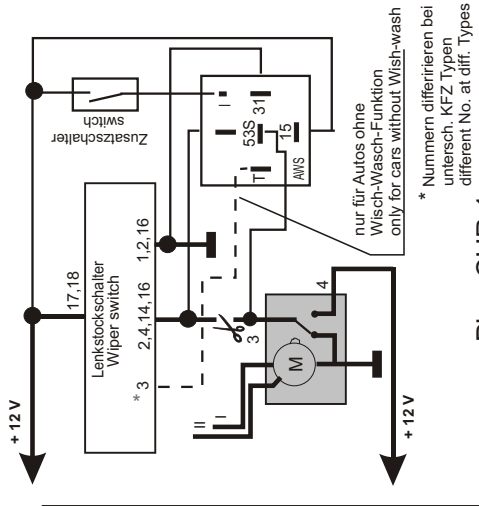 + 12 V
17,18
Lenkstockschalter
Wiper switch
* 3
2,4,14,16
1,2,16
Zusatzschalter
switch
I
31
53S
15
T
AWS
3
4
M
II
I
+ 12 V
nur für Autos ohne
Wisch-Wasch-Funktion
only for cars without Wish-wash
* Nummern differirieren bei
untersch. KFZ Typen
different No. at diff. Types